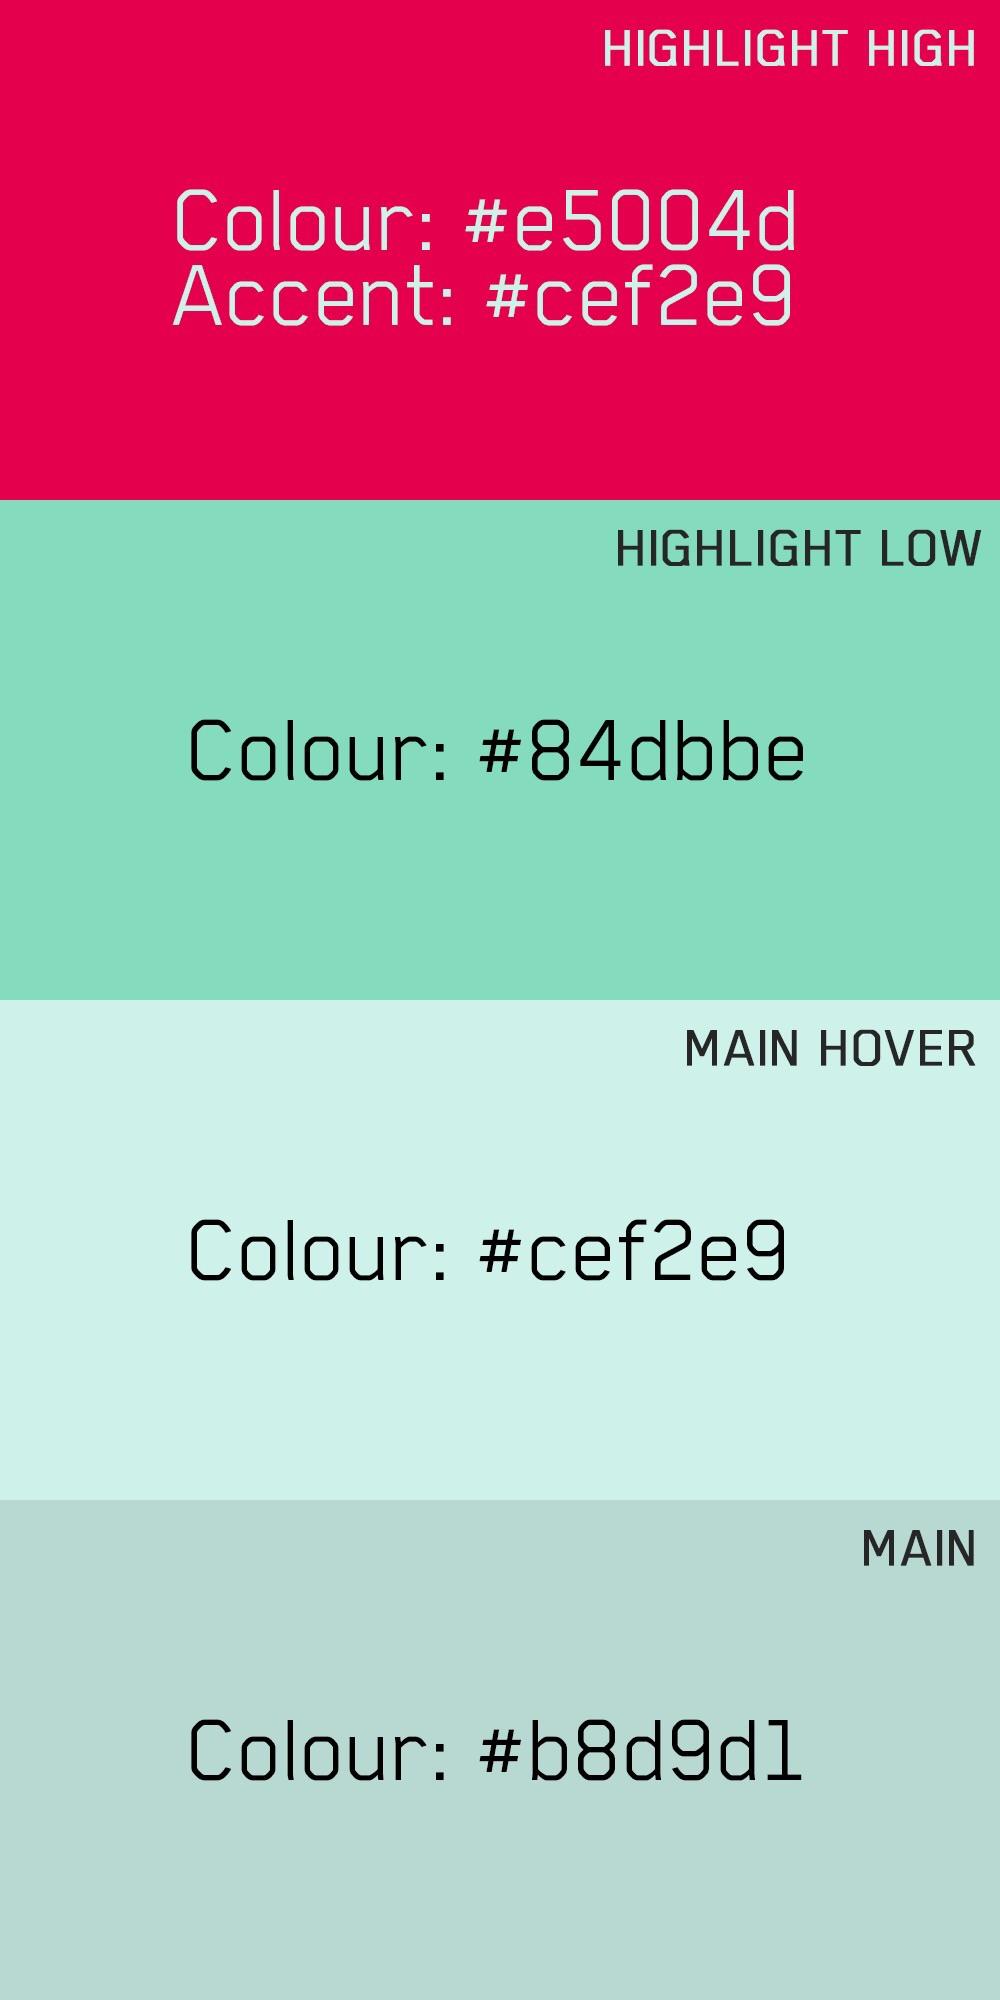 HIGHLIGHT HIGH
Colour: #e5004d
Accent: #cef2e9
HIGHLIGHT LOW
Colour: #84dbbe
MAIN HOVER
Colour: #cef2e9
MAIN
Colour: #b8d9d1